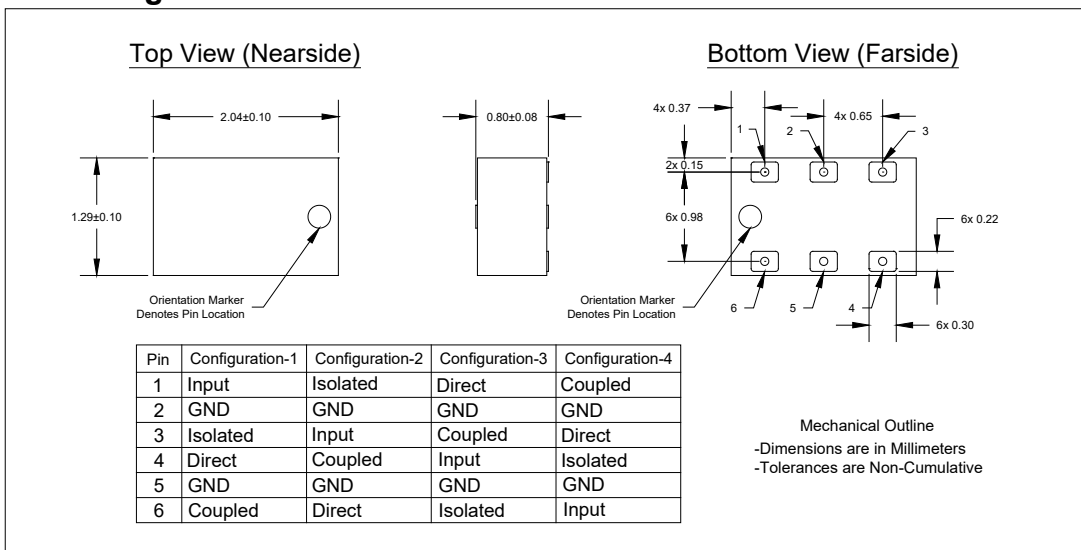 Top View (Nearside)
Bottom View (Farside)
2.04±0.10
0.80±0.08
4x 0.37
4x 0.65
1
2
3
2x 0.15
1.29±0.10
6x 0.98
6x 0.22
Orientation Marker
Denotes Pin Location
Orientation Marker
Denotes Pin Location
6
5
4
6x 0.30
Pin Configuration-1 Configuration-2 Configuration-3 Configuration-4
1 Input Isolated Direct Coupled
2 GND GND GND GND
3 Isolated Input Coupled Direct
4 Direct Coupled Input Isolated
5 GND GND GND GND
6 Coupled Direct Isolated Input
Mechanical Outline
-Dimensions are in Millimeters
-Tolerances are Non-Cumulative